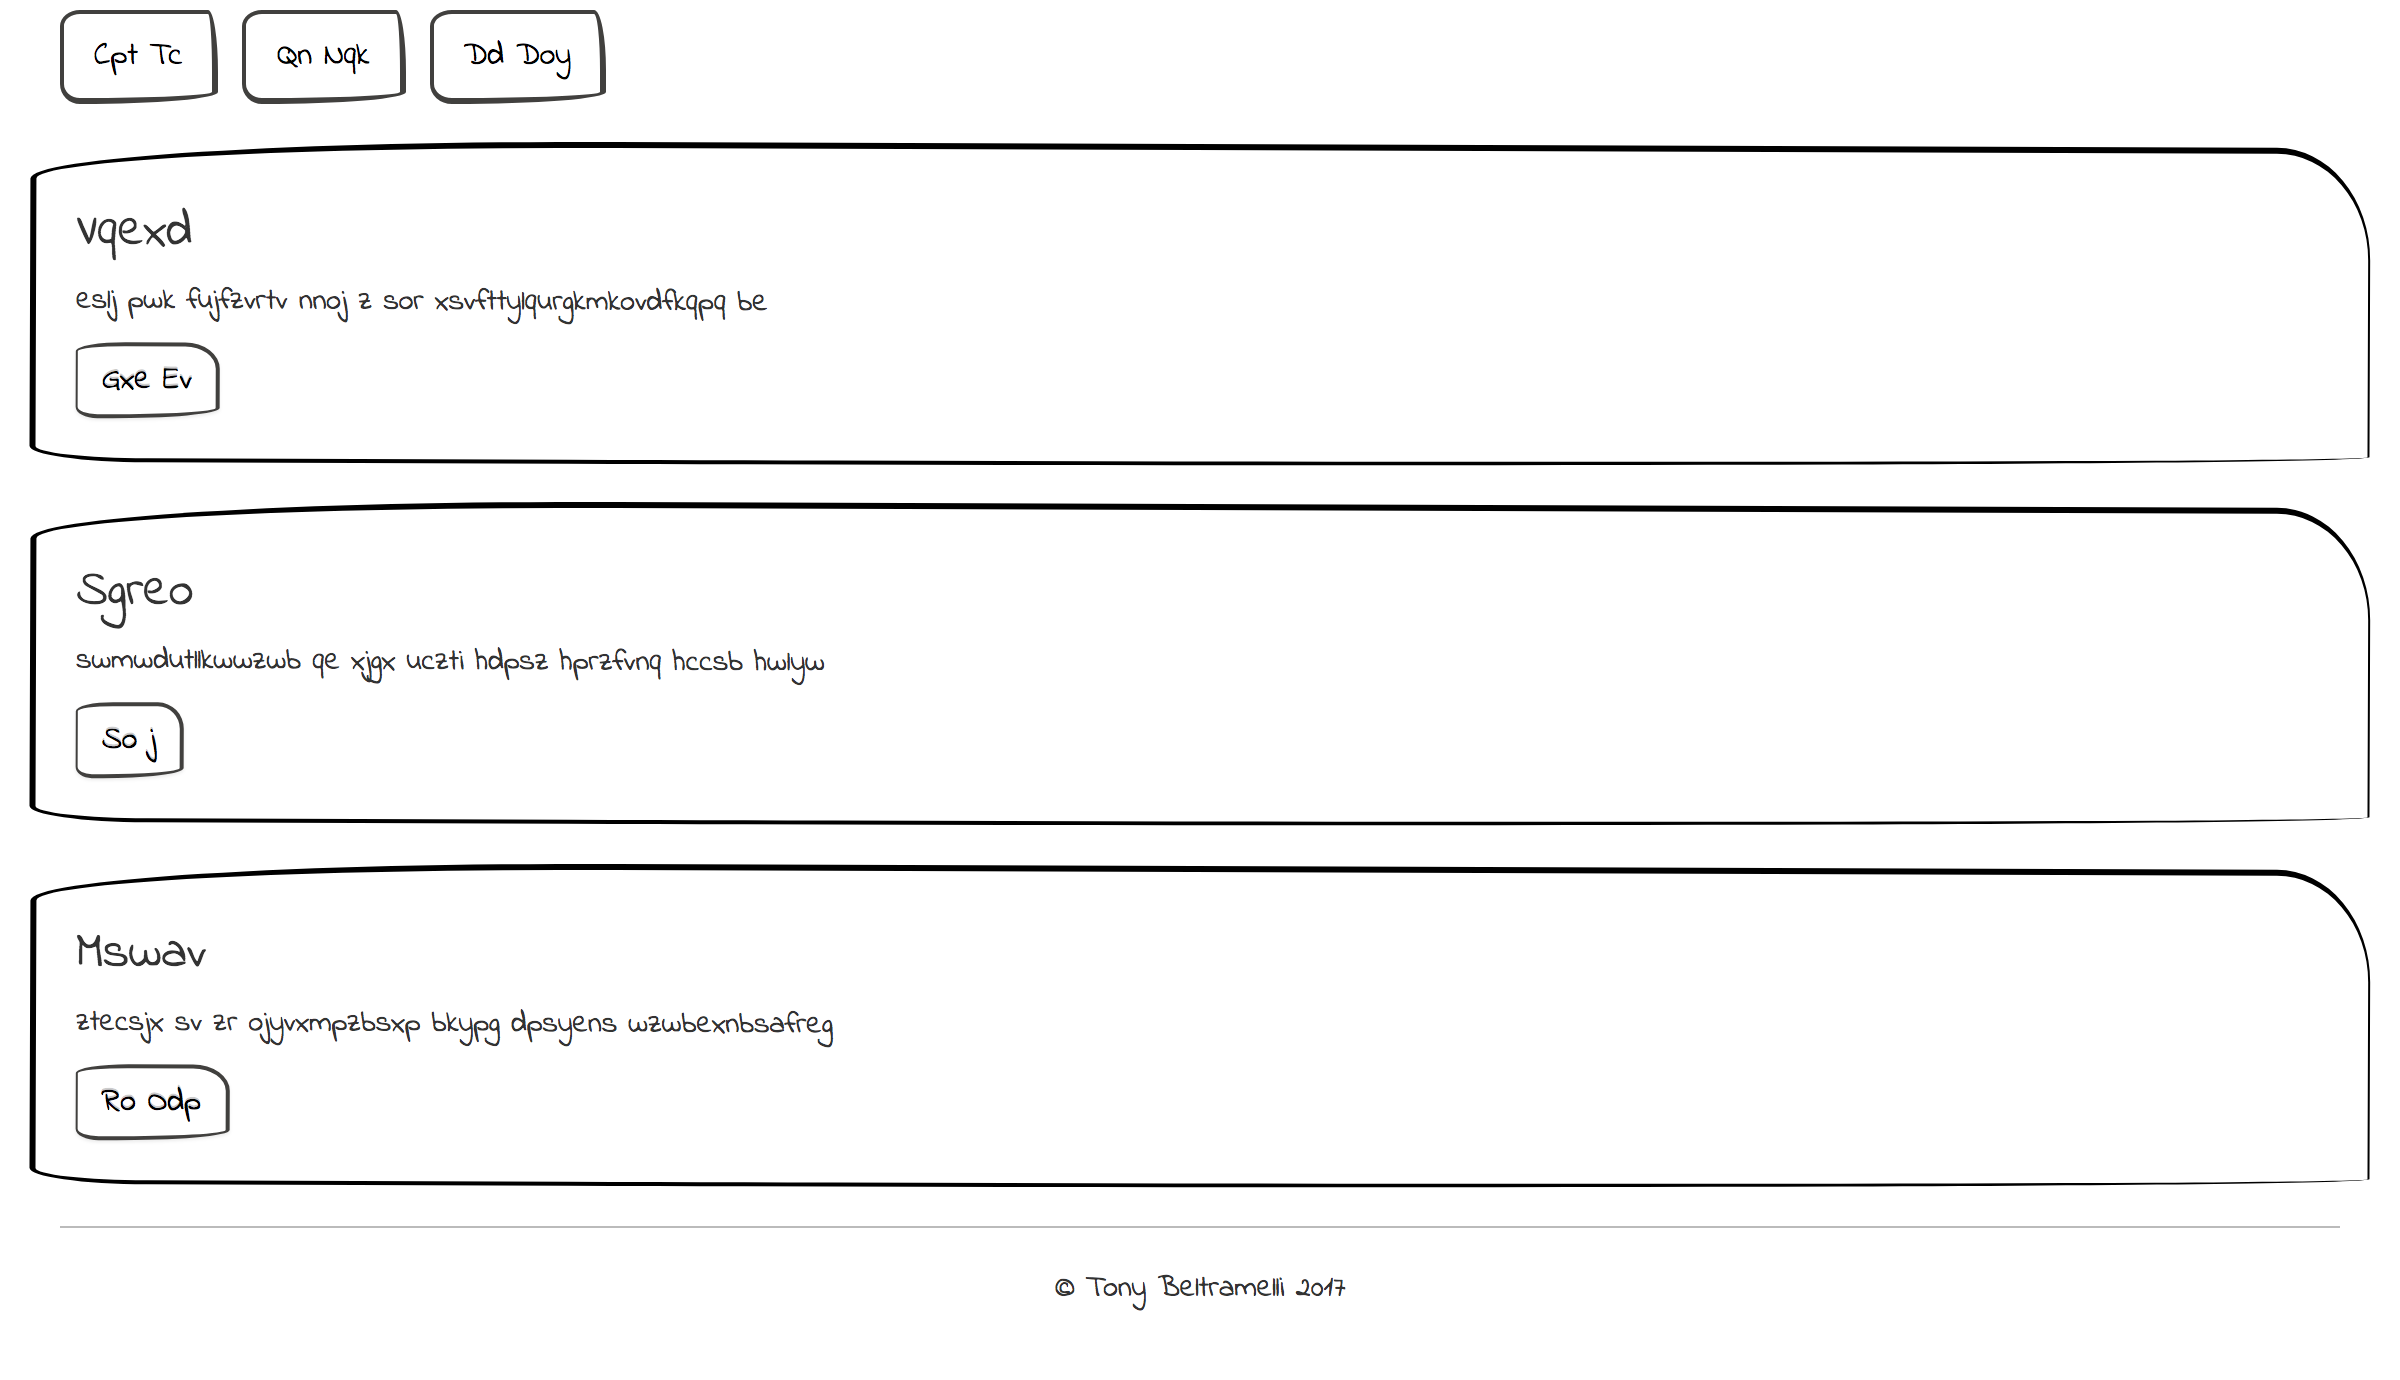 Cpt Tc Qn Nqk Dd Doy
vqexd
eslj pwk fujfzvrtv nnoj z sor xsvfttylqurgkmkovdfkqpq be
Gxe Ev
Sgreo
swmwdutllkwwzwb qe xjgx uczti hdpsz hprzfvnq hccsb hwlyw
So j
Mswav
ztecsjx sv zr ojyvxmpzbsxp bkypg dpsyens wzwbexnbsafreg
Ro Odp
© Tony Beltramelli 2017